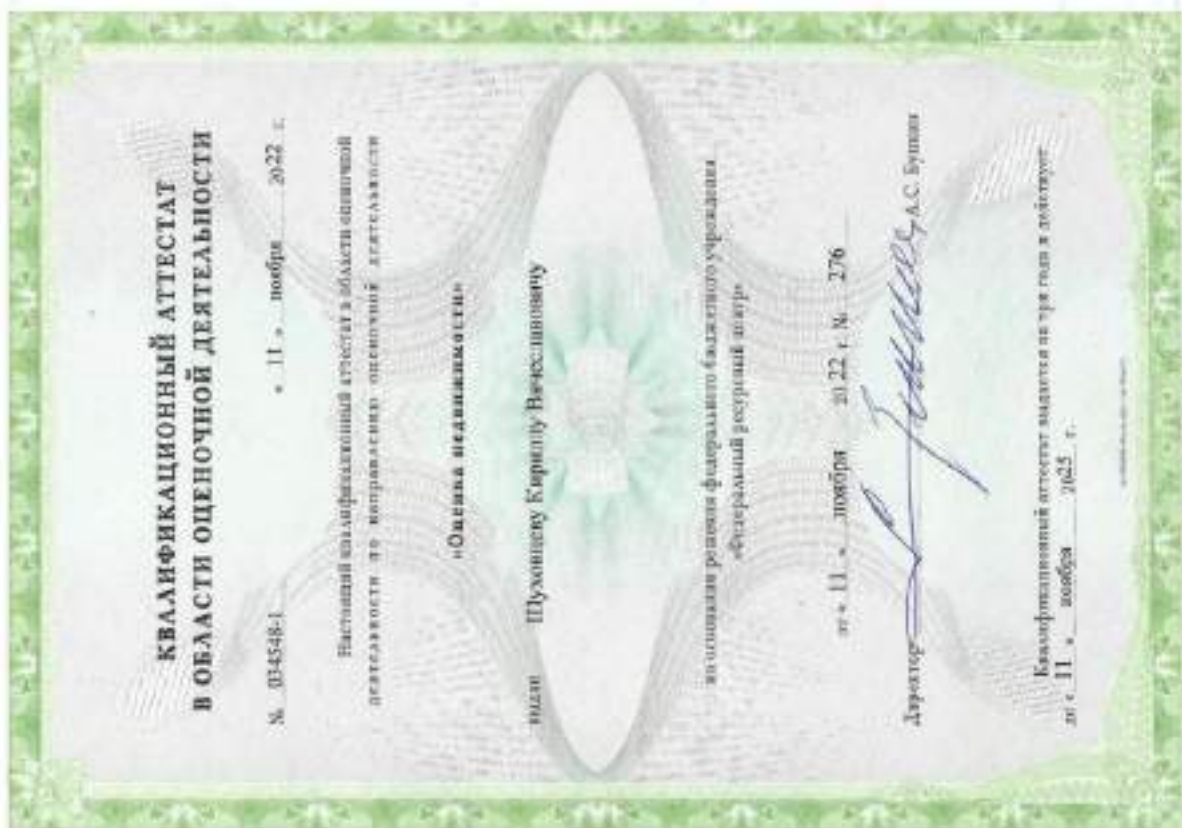 КВАЛИФИКАЦИОННЫЙ АТТЕСТАТ
В ОБЛАСТИ ОЦЕНОЧНОЙ ДЕЯТЕЛЬНОСТИ
№ 034548-1 « 11 » ноября 2022 г.
Настоящий квалификационный аттестат в области оценочной
деятельности по направлению оценочной деятельности
«Оценка недвижимости»
выдан Пуховцеву Кириллу Вячеславовичу
на основании решения федерального бюджетного учреждения
«Федеральный ресурсный центр»
от « 11 » ноября 20 22 г. № 276
Директор А.С. Бункин
Квалификационный аттестат выдается на три года и действует
до « 11 » ноября 2025 г.